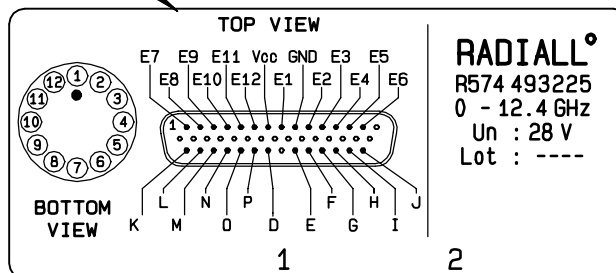 TOP VIEW
E7 E9 E11 Vcc GND E3 E5
E8 E10 E12 E1 E2 E4 E6
1
12 1 2
11 3
10 4
9 5
8 7 6
BOTTOM
VIEW
L N P D F H J
K M O E G I
1
RADIALL°
R574 493225
0 - 12.4 GHz
Un : 28 V
Lot : ----
2